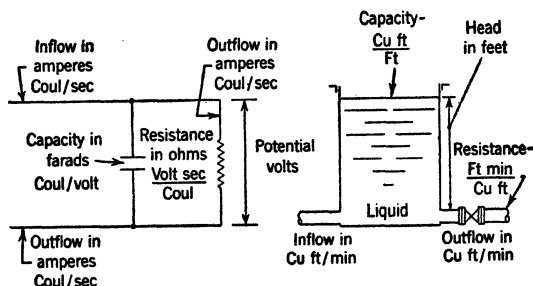 Inflow in
amperes
Coul/sec
Outflow in
amperes
Coul/sec
Capacity in
farads
Coul/volt
Resistance
in ohms
Volt sec
Coul
Potential
volts
Outflow in
amperes
Coul/sec
Capacity-
Cu ft
Ft
Head
in feet
Resistance-
Ft min
Cu ft
Liquid
Inflow in
Cu ft/min
Outflow in
Cu ft/min